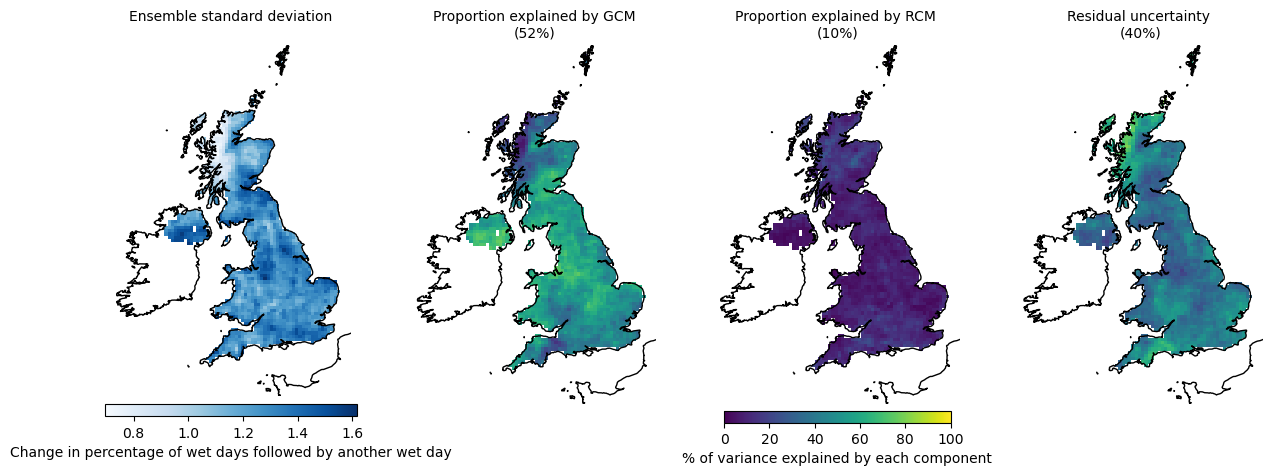 Ensemble standard deviation
Proportion explained by GCM
(52%)
Proportion explained by RCM
(10%)
Residual uncertainty
(40%)
0.8 1.0 1.2 1.4 1.6
Change in percentage of wet days followed by another wet day
0 20 40 60 80 100
% of variance explained by each component